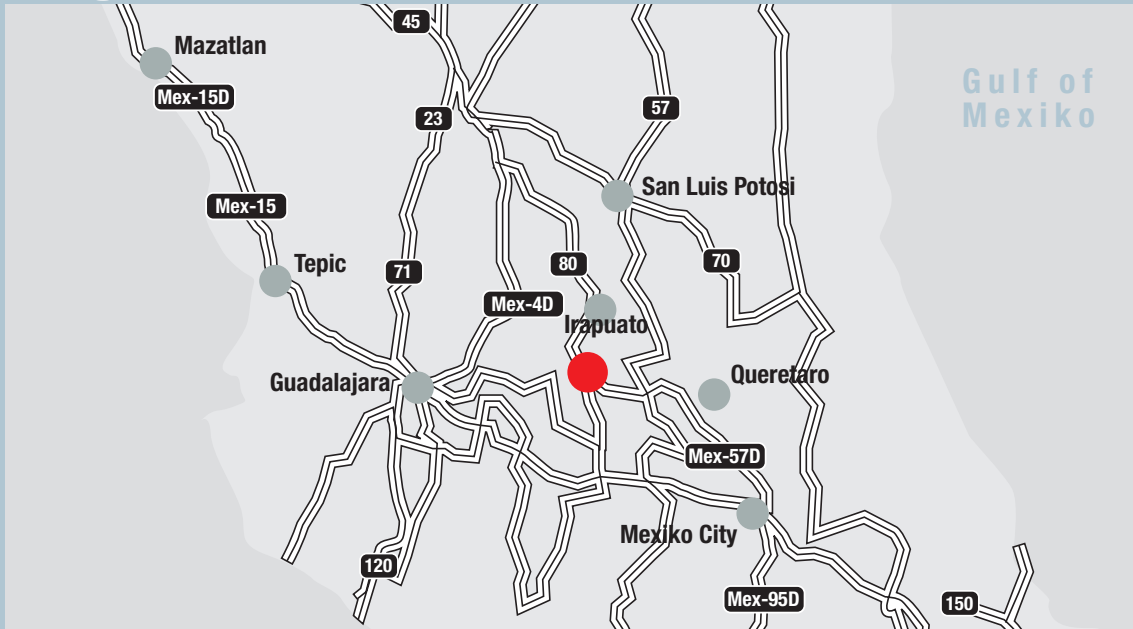 45
Mazatlan
Gulf of
Mexiko
Mex-15D
57
23
San Luis Potosi
Mex-15
Tepic
80
70
71
Mex-4D
Irapuato
Queretaro
Guadalajara
Mex-57D
Mexiko City
120
Mex-95D
150